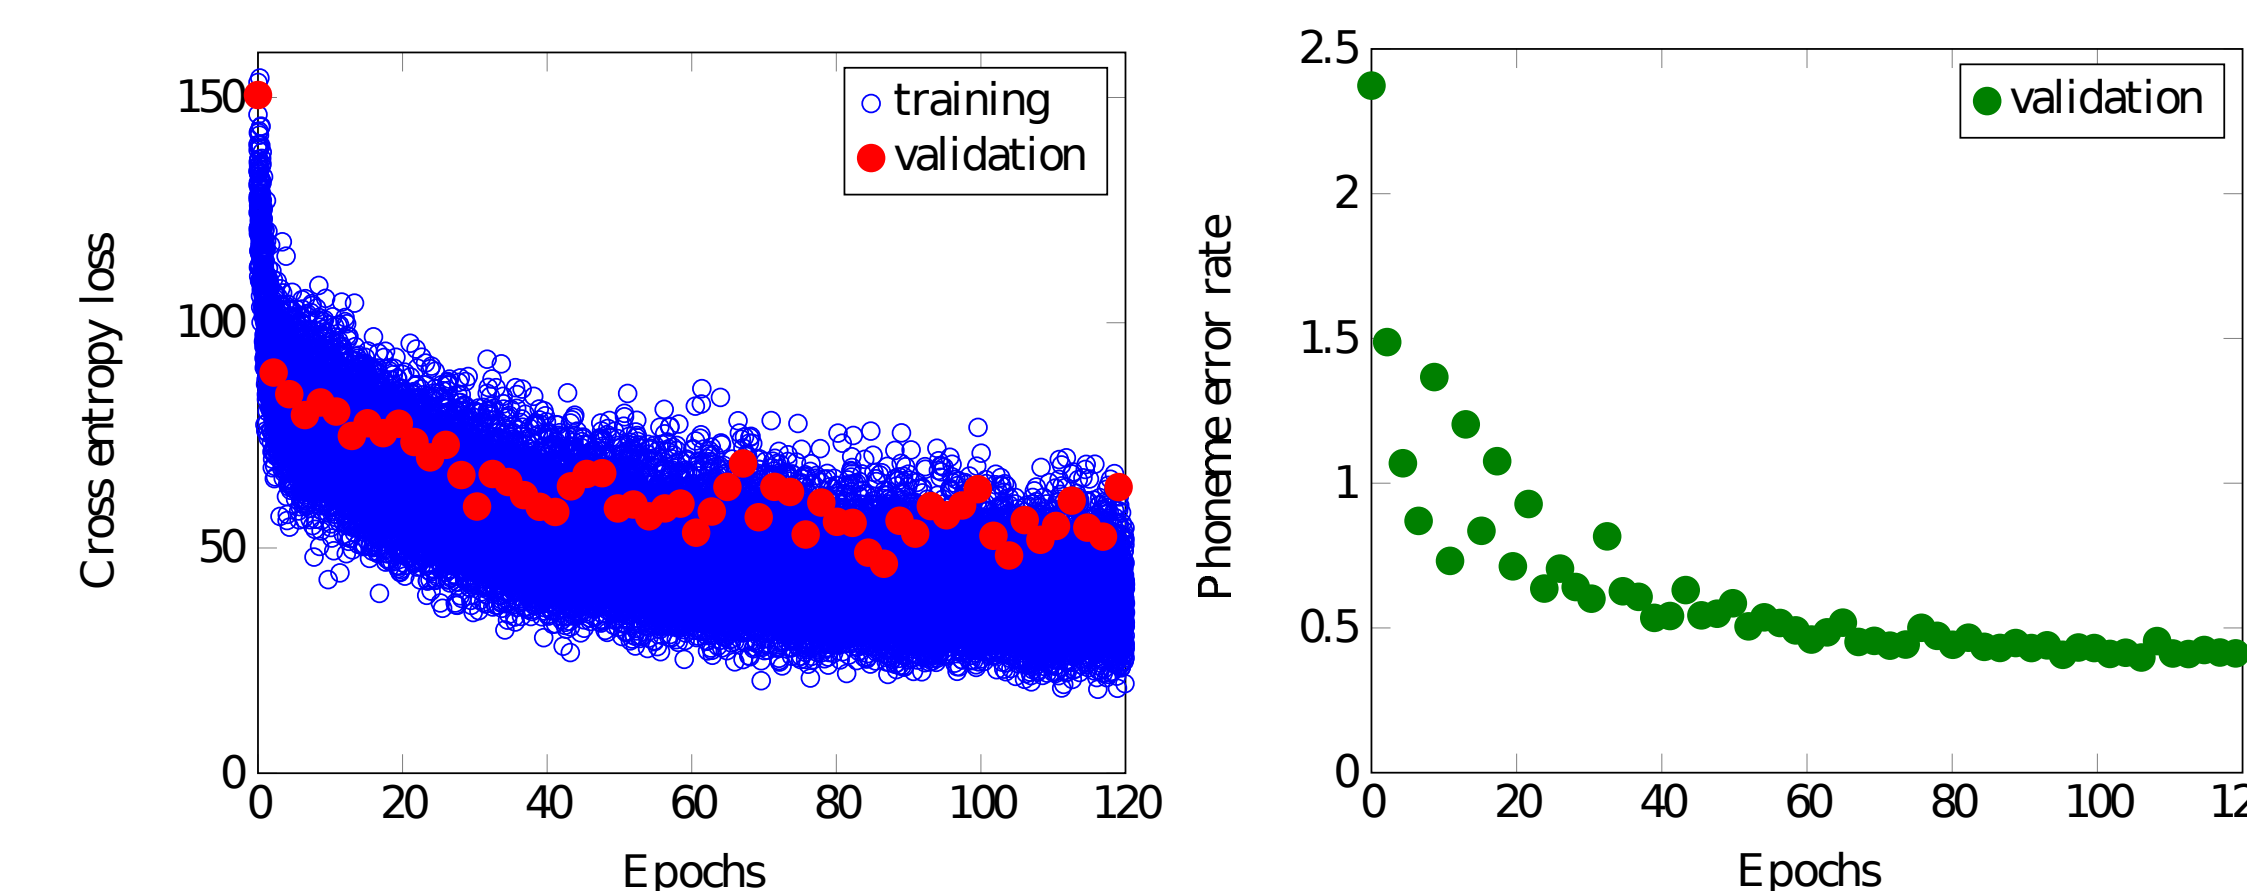 150
100
50
0
0 20 40 60 80 100 120
Epochs
Cross entropy loss
training
validation
2.5
2
1.5
1
0.5
0
0 20 40 60 80 100 12
Epochs
Phoneme error rate
validation